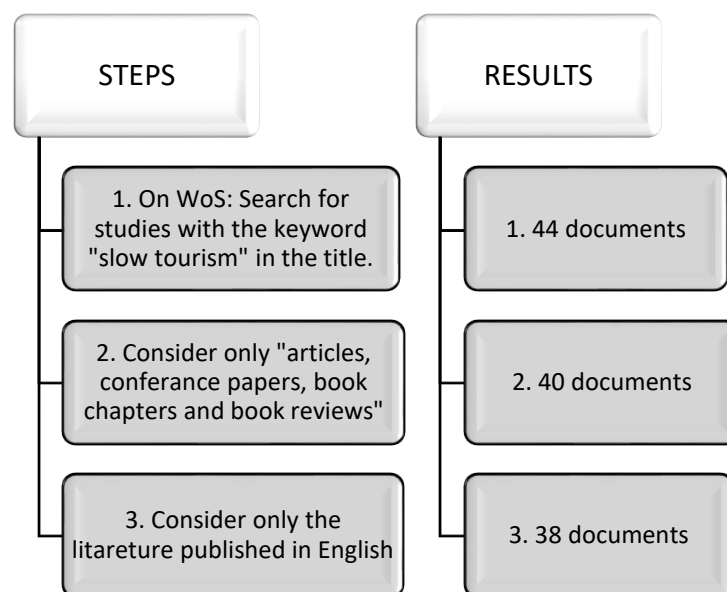 STEPS
1. On WoS: Search for
studies with the keyword
"slow tourism" in the title.
2. Consider only "articles,
conferance papers, book
chapters and book reviews"
3. Consider only the
litareture published in English
RESULTS
1. 44 documents
2. 40 documents
3. 38 documents